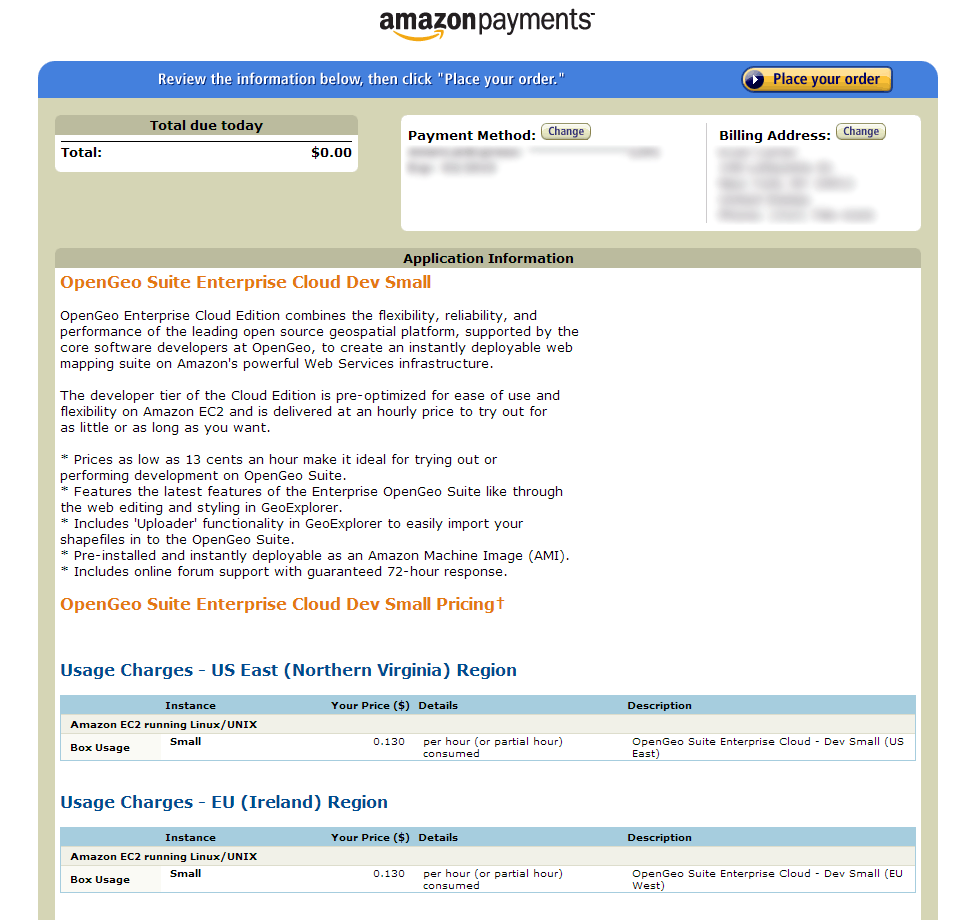 amazonpayments™
Review the information below, then click "Place your order."
Place your order
Total due today
Total: $0.00
Payment Method: Change
Billing Address: Change
Application Information
OpenGeo Suite Enterprise Cloud Dev Small
OpenGeo Enterprise Cloud Edition combines the flexibility, reliability, and
performance of the leading open source geospatial platform, supported by the
core software developers at OpenGeo, to create an instantly deployable web
mapping suite on Amazon's powerful Web Services infrastructure.
The developer tier of the Cloud Edition is pre-optimized for ease of use and
flexibility on Amazon EC2 and is delivered at an hourly price to try out for
as little or as long as you want.
* Prices as low as 13 cents an hour make it ideal for trying out or
performing development on OpenGeo Suite.
* Features the latest features of the Enterprise OpenGeo Suite like through
the web editing and styling in GeoExplorer.
* Includes 'Uploader' functionality in GeoExplorer to easily import your
shapefiles in to the OpenGeo Suite.
* Pre-installed and instantly deployable as an Amazon Machine Image (AMI).
* Includes online forum support with guaranteed 72-hour response.
OpenGeo Suite Enterprise Cloud Dev Small Pricing†
Usage Charges - US East (Northern Virginia) Region
Instance Your Price ($) Details Description
Amazon EC2 running Linux/UNIX
Box Usage Small 0.130 per hour (or partial hour) consumed OpenGeo Suite Enterprise Cloud - Dev Small (US East)
Usage Charges - EU (Ireland) Region
Instance Your Price ($) Details Description
Amazon EC2 running Linux/UNIX
Box Usage Small 0.130 per hour (or partial hour) consumed OpenGeo Suite Enterprise Cloud - Dev Small (EU West)